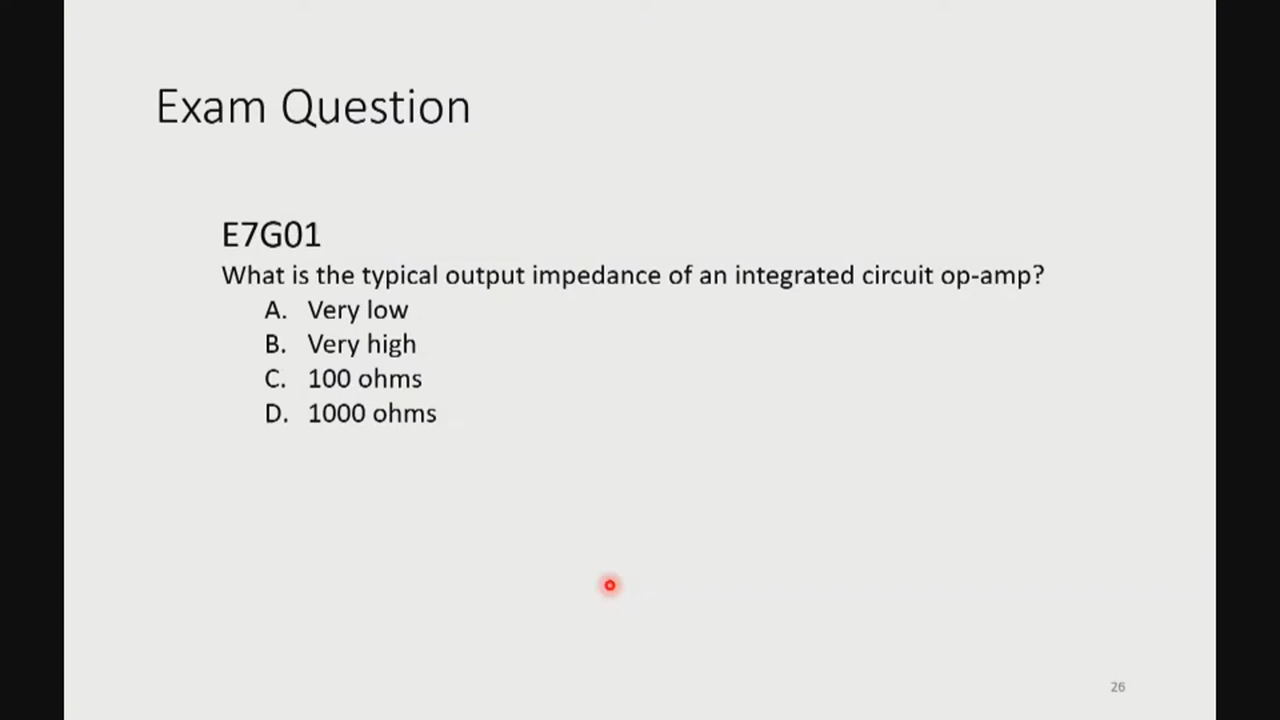 Exam Question
E7G01
What is the typical output impedance of an integrated circuit op-amp?
A. Very low
B. Very high
C. 100 ohms
D. 1000 ohms
26